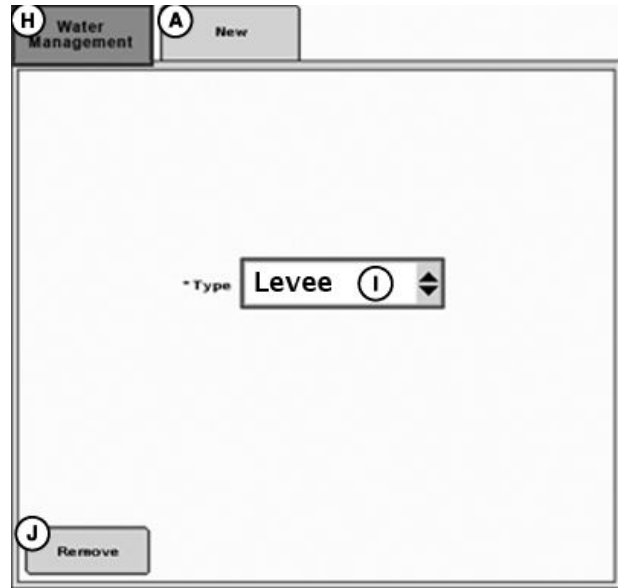 H
Water
Management
A
New
*Type
Levee
I
J
Remove